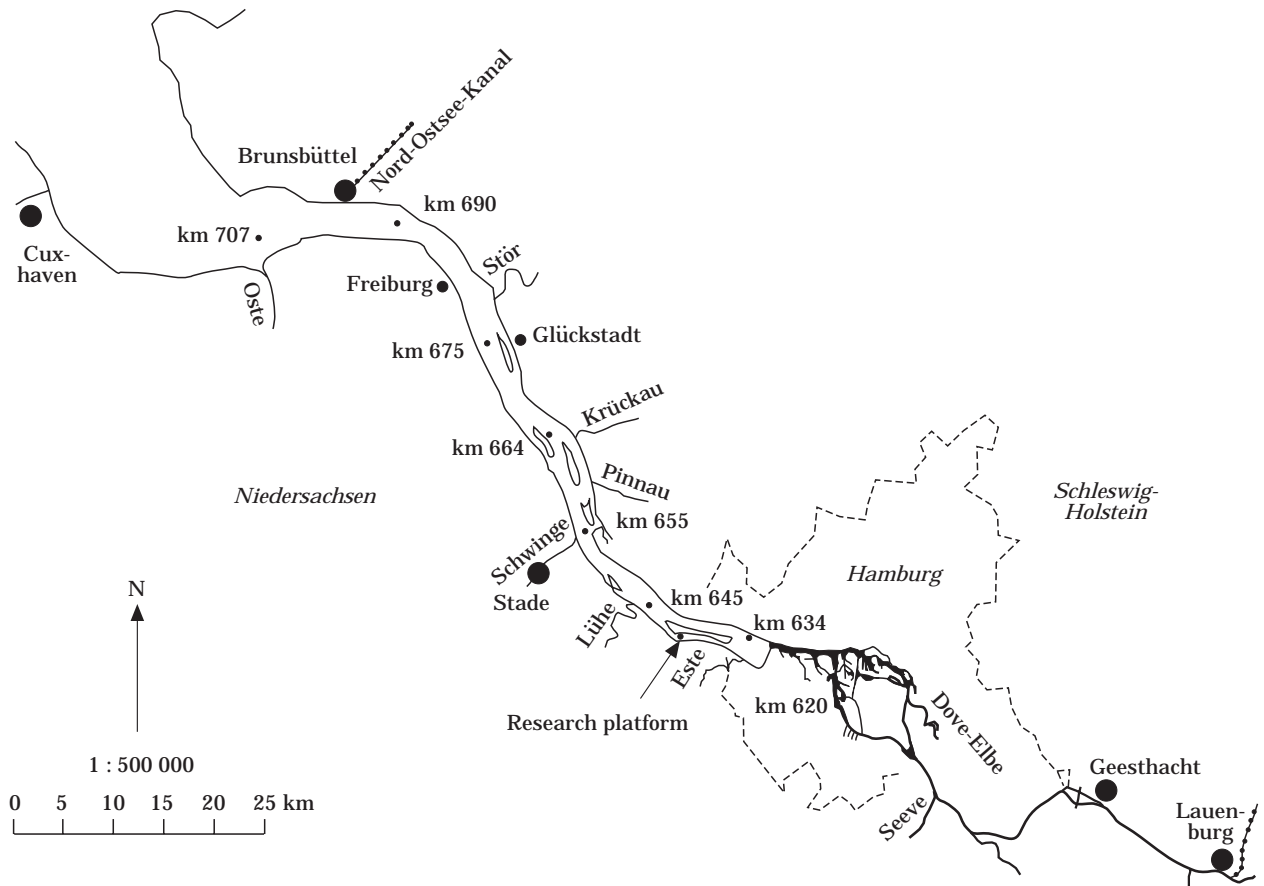 Nord-Ostsee-Kanal
Brunsbüttel
km 690
km 707
Cux-
haven
Stör
Freiburg
Oste
Glückstadt
km 675
Krückau
km 664
Pinnau
Niedersachsen
Schleswig-
Holstein
km 655
Schwinge
Hamburg
N
Stade
km 645
Lühe
km 634
Este
km 620
Research platform
Dove-Elbe
1 : 500 000
Geesthacht
0 5 10 15 20 25 km
Seeve
Lauen-
burg